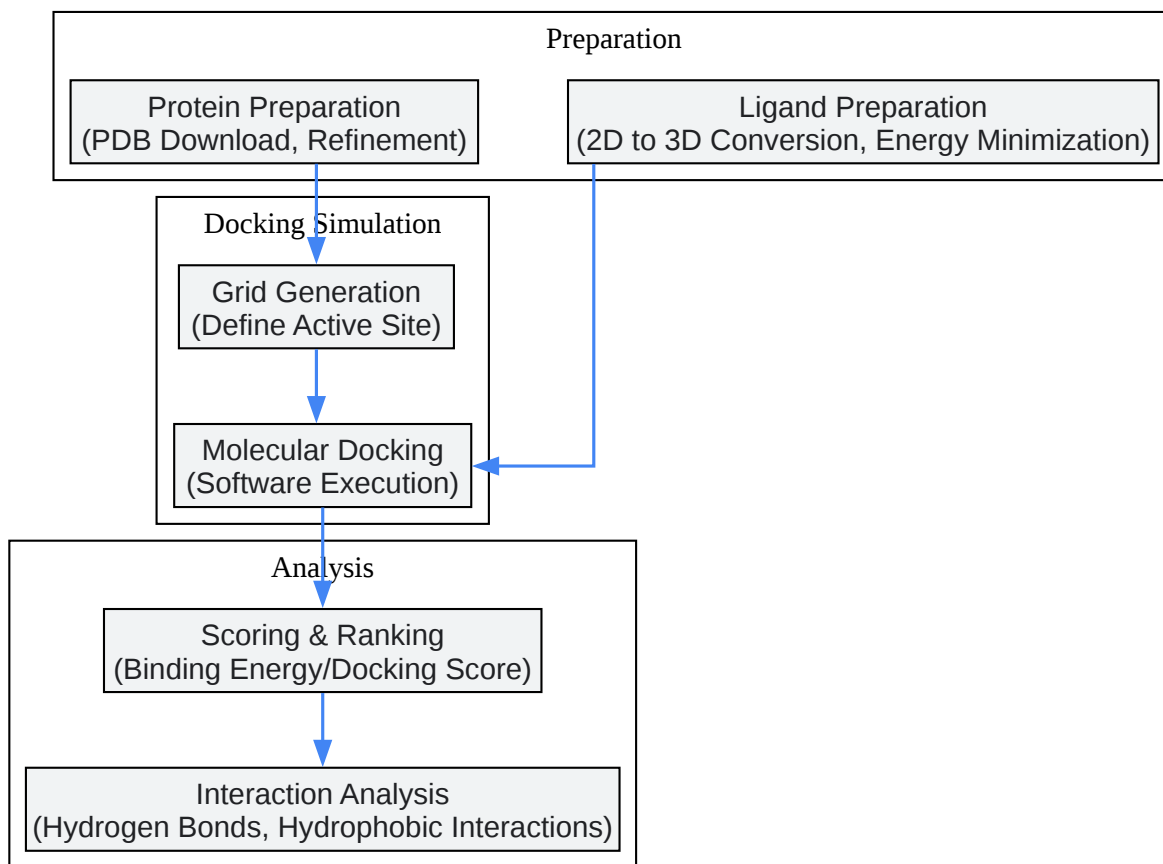 Preparation
Protein Preparation
(PDB Download, Refinement)
Ligand Preparation
(2D to 3D Conversion, Energy Minimization)
Docking Simulation
Grid Generation
(Define Active Site)
Molecular Docking
(Software Execution)
Analysis
Scoring & Ranking
(Binding Energy/Docking Score)
Interaction Analysis
(Hydrogen Bonds, Hydrophobic Interactions)